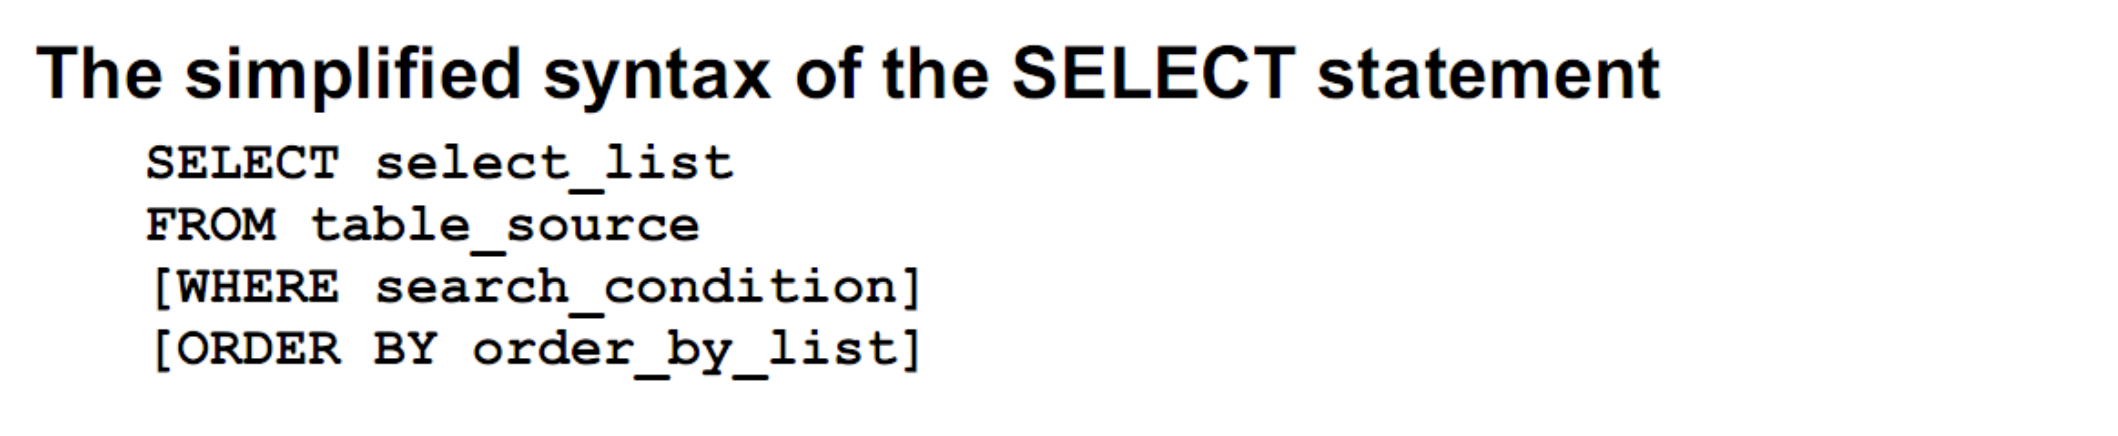 The simplified syntax of the SELECT statement
SELECT select_list
FROM table_source
[WHERE search_condition]
[ORDER BY order_by_list]